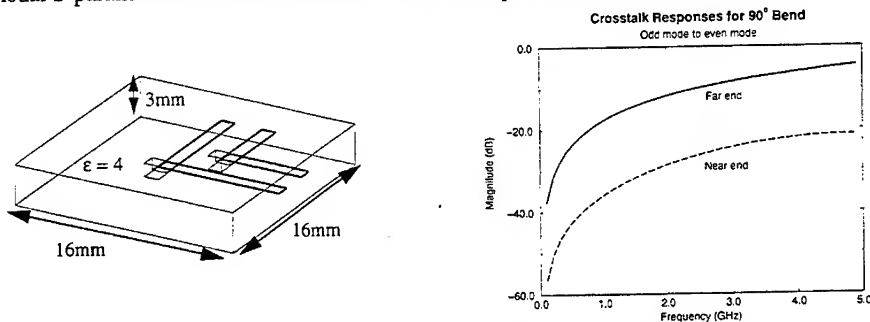 3mm
ε = 4
16mm
16mm
Crosstalk Responses for 90° Bend
Odd mode to even mode
Magnitude (dB)
0.0
-20.0
-40.0
-60.0
Far end
Near end
0.0
1.0
2.0
3.0
4.0
5.0
Frequency (GHz)